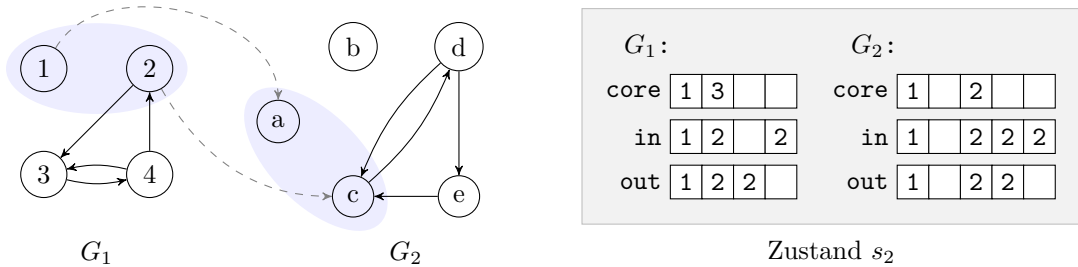 b d
G₁: G₂:
1 2
core 1 3 core 1 2
a
in 1 2 2 in 1 2 2 2
3 4
out 1 2 2 out 1 2 2
c e
G₁ G₂
Zustand s₂